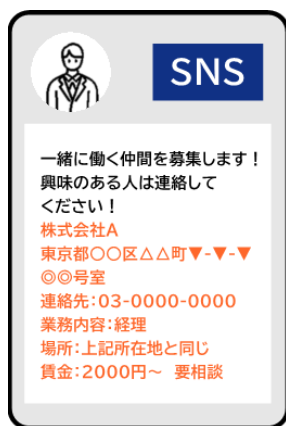 SNS
一緒に働く仲間を募集します！
興味のある人は連絡して
ください！
株式会社A
東京都〇〇区△△町▼-▼-▼
◎◎号室
連絡先：03-0000-0000
業務内容：経理
場所：上記所在地と同じ
賃金：2000円～ 要相談